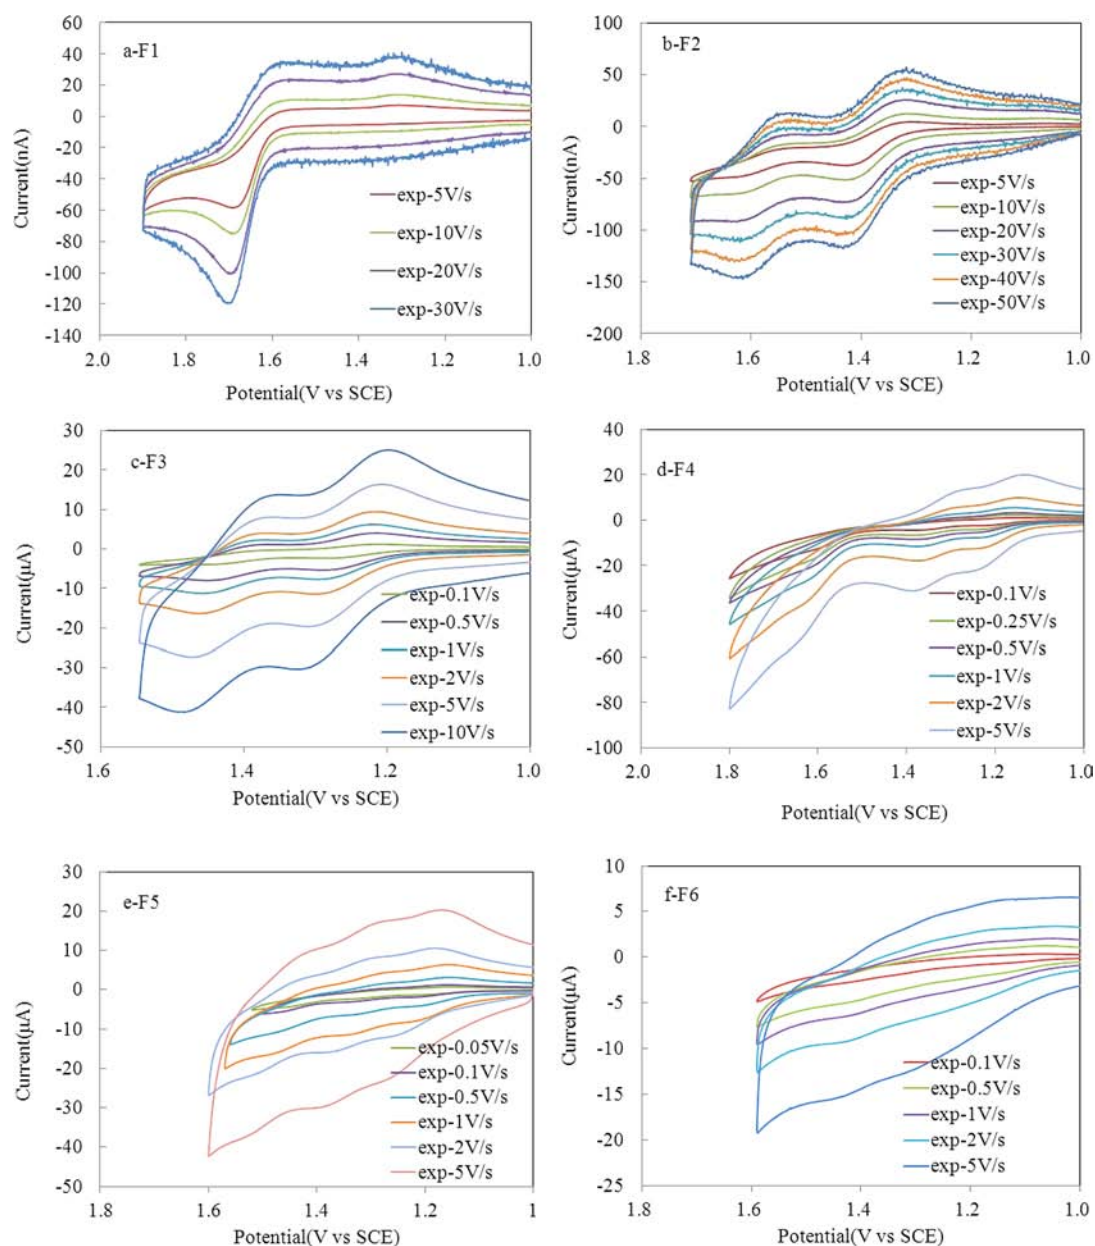 a-F1
60
40
20
0
-20
-40
-60
-80
-100
-120
-140
Current(nA)
exp-5V/s
exp-10V/s
exp-20V/s
exp-30V/s
2.0 1.8 1.6 1.4 1.2 1.0
Potential(V vs SCE)
b-F2
100
50
0
-50
-100
-150
-200
Current(nA)
exp-5V/s
exp-10V/s
exp-20V/s
exp-30V/s
exp-40V/s
exp-50V/s
1.8 1.6 1.4 1.2 1.0
Potential(V vs SCE)
c-F3
30
20
10
0
-10
-20
-30
-40
-50
Current(μA)
exp-0.1V/s
exp-0.5V/s
exp-1V/s
exp-2V/s
exp-5V/s
exp-10V/s
1.6 1.4 1.2 1.0
Potential(V vs SCE)
d-F4
40
20
0
-20
-40
-60
-80
-100
Current(μA)
exp-0.1V/s
exp-0.25V/s
exp-0.5V/s
exp-1V/s
exp-2V/s
exp-5V/s
2.0 1.8 1.6 1.4 1.2 1.0
Potential(V vs SCE)
e-F5
30
20
10
0
-10
-20
-30
-40
-50
Current(μA)
exp-0.05V/s
exp-0.1V/s
exp-0.5V/s
exp-1V/s
exp-2V/s
exp-5V/s
1.8 1.6 1.4 1.2 1
Potential(V vs SCE)
f-F6
10
5
0
-5
-10
-15
-20
-25
Current(μA)
exp-0.1V/s
exp-0.5V/s
exp-1V/s
exp-2V/s
exp-5V/s
1.8 1.6 1.4 1.2 1.0
Potential(V vs SCE)